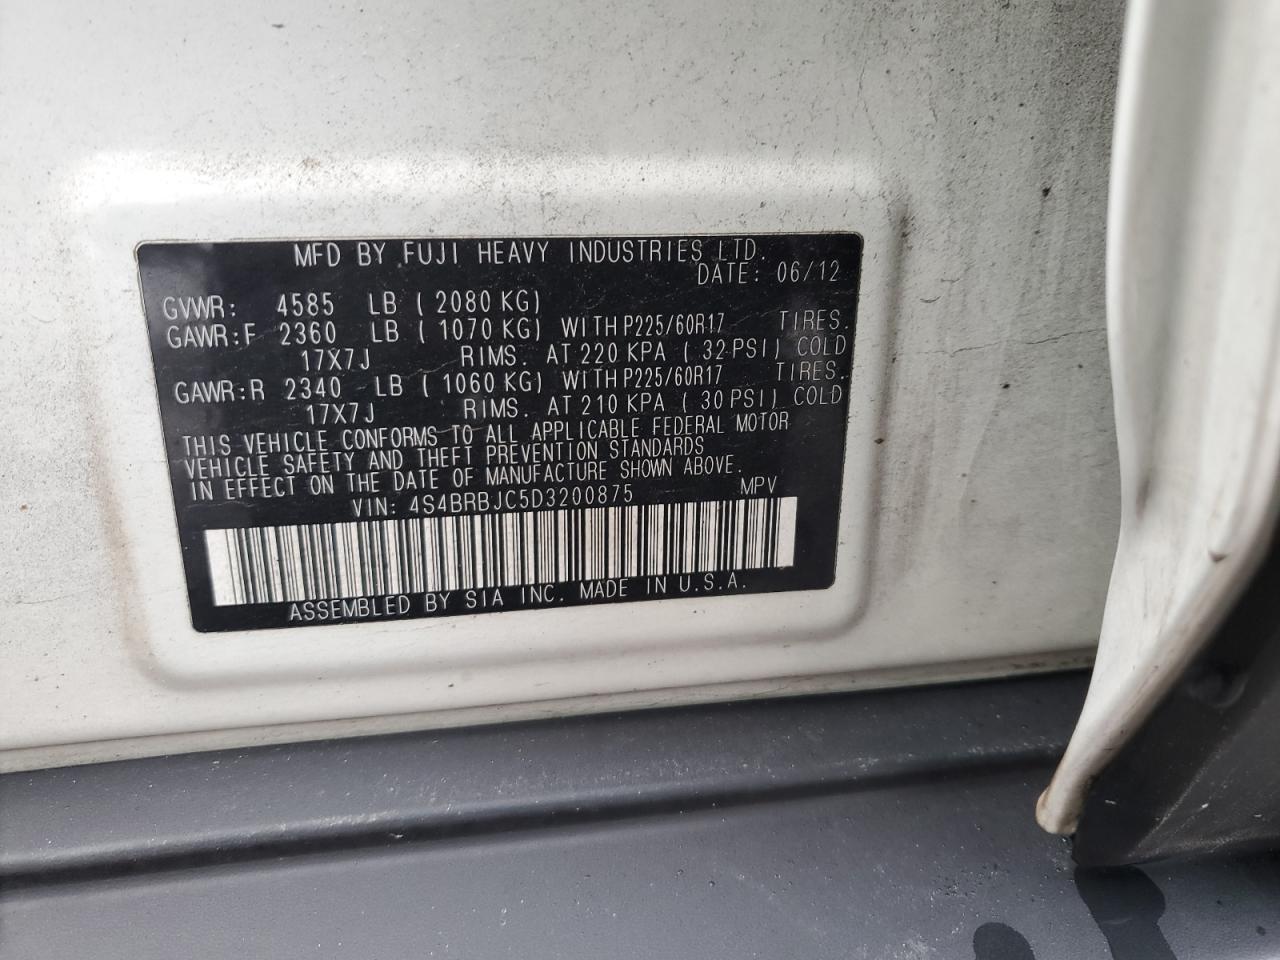 MFD BY FUJI HEAVY INDUSTRIES LTD.
DATE: 06/12
GVWR: 4585 LB ( 2080 KG)
GAWR:F 2360 LB ( 1070 KG) WITH P225/60R17 TIRES.
17X7J RIMS. AT 220 KPA ( 32 PSI) COLD
GAWR:R 2340 LB ( 1060 KG) WITH P225/60R17 TIRES.
17X7J RIMS. AT 210 KPA ( 30 PSI) COLD
THIS VEHICLE CONFORMS TO ALL APPLICABLE FEDERAL MOTOR
VEHICLE SAFETY AND THEFT PREVENTION STANDARDS
IN EFFECT ON THE DATE OF MANUFACTURE SHOWN ABOVE.
VIN: 4S4BRBJC5D3200875 MPV
ASSEMBLED BY SIA INC. MADE IN U.S.A.